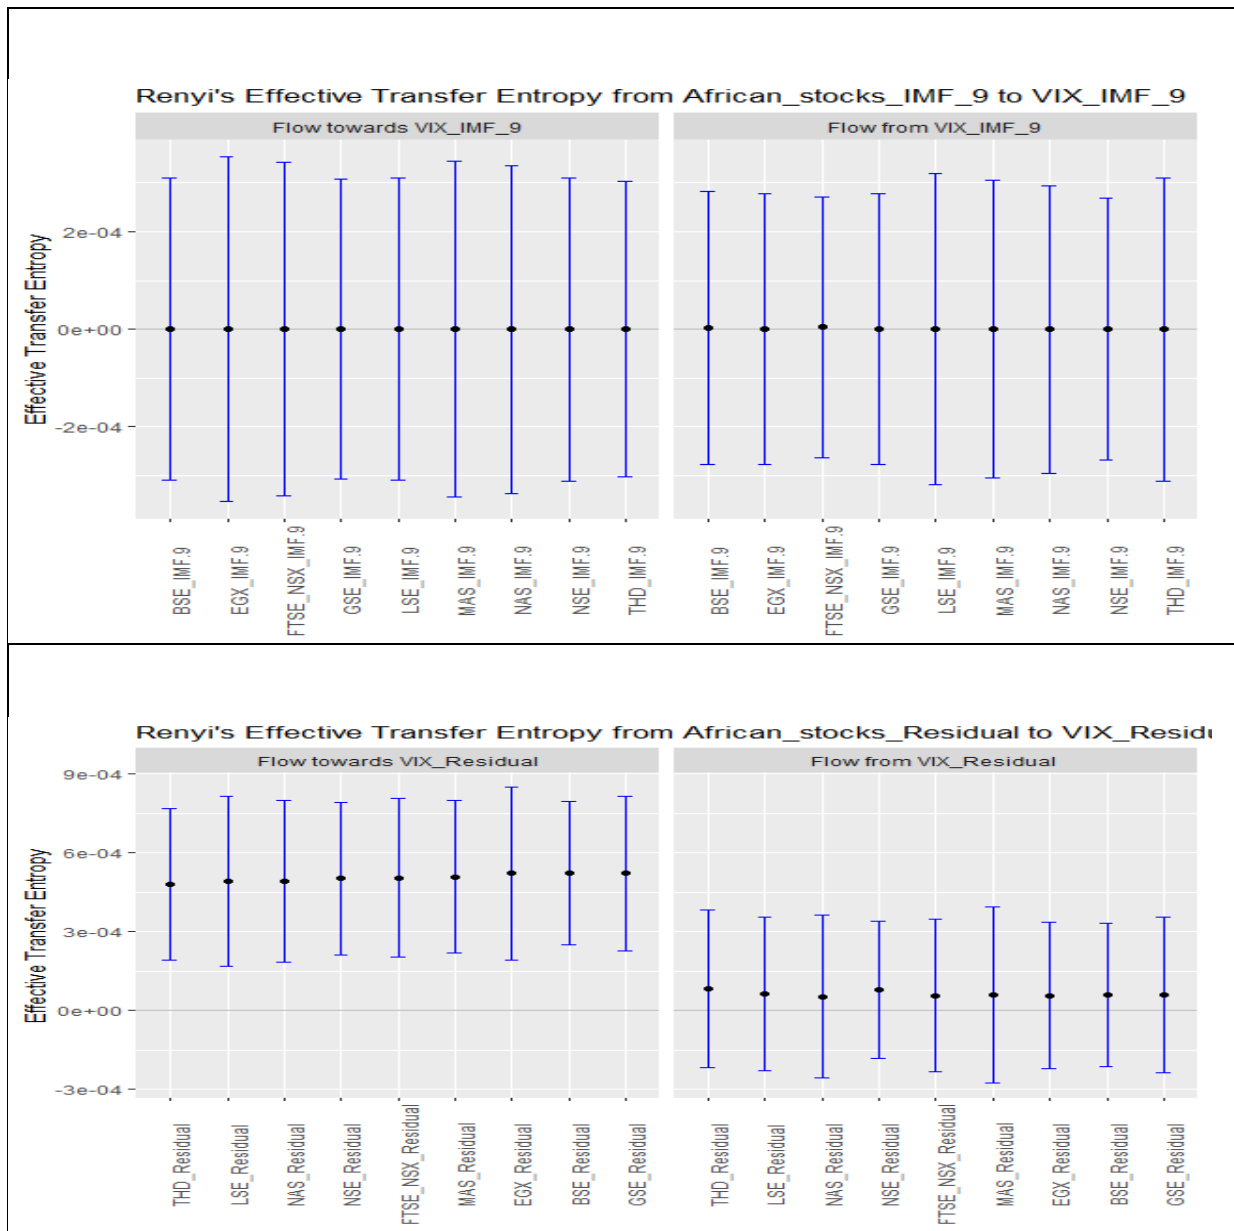 Renyi's Effective Transfer Entropy from African_stocks_IMF_9 to VIX_IMF_9
Flow towards VIX_IMF_9
Flow from VIX_IMF_9
Effective Transfer Entropy
2e-04
0e+00
-2e-04
BSE_IMF.9
EGX_IMF.9
FTSE_NSX_IMF.9
GSE_IMF.9
LSE_IMF.9
MAS_IMF.9
NAS_IMF.9
NSE_IMF.9
THD_IMF.9
BSE_IMF.9
EGX_IMF.9
FTSE_NSX_IMF.9
GSE_IMF.9
LSE_IMF.9
MAS_IMF.9
NAS_IMF.9
NSE_IMF.9
THD_IMF.9
Renyi's Effective Transfer Entropy from African_stocks_Residual to VIX_Resid
Flow towards VIX_Residual
Flow from VIX_Residual
Effective Transfer Entropy
9e-04
6e-04
3e-04
0e+00
-3e-04
THD_Residual
LSE_Residual
NAS_Residual
NSE_Residual
FTSE_NSX_Residual
MAS_Residual
EGX_Residual
BSE_Residual
GSE_Residual
THD_Residual
LSE_Residual
NAS_Residual
NSE_Residual
FTSE_NSX_Residual
MAS_Residual
EGX_Residual
BSE_Residual
GSE_Residual